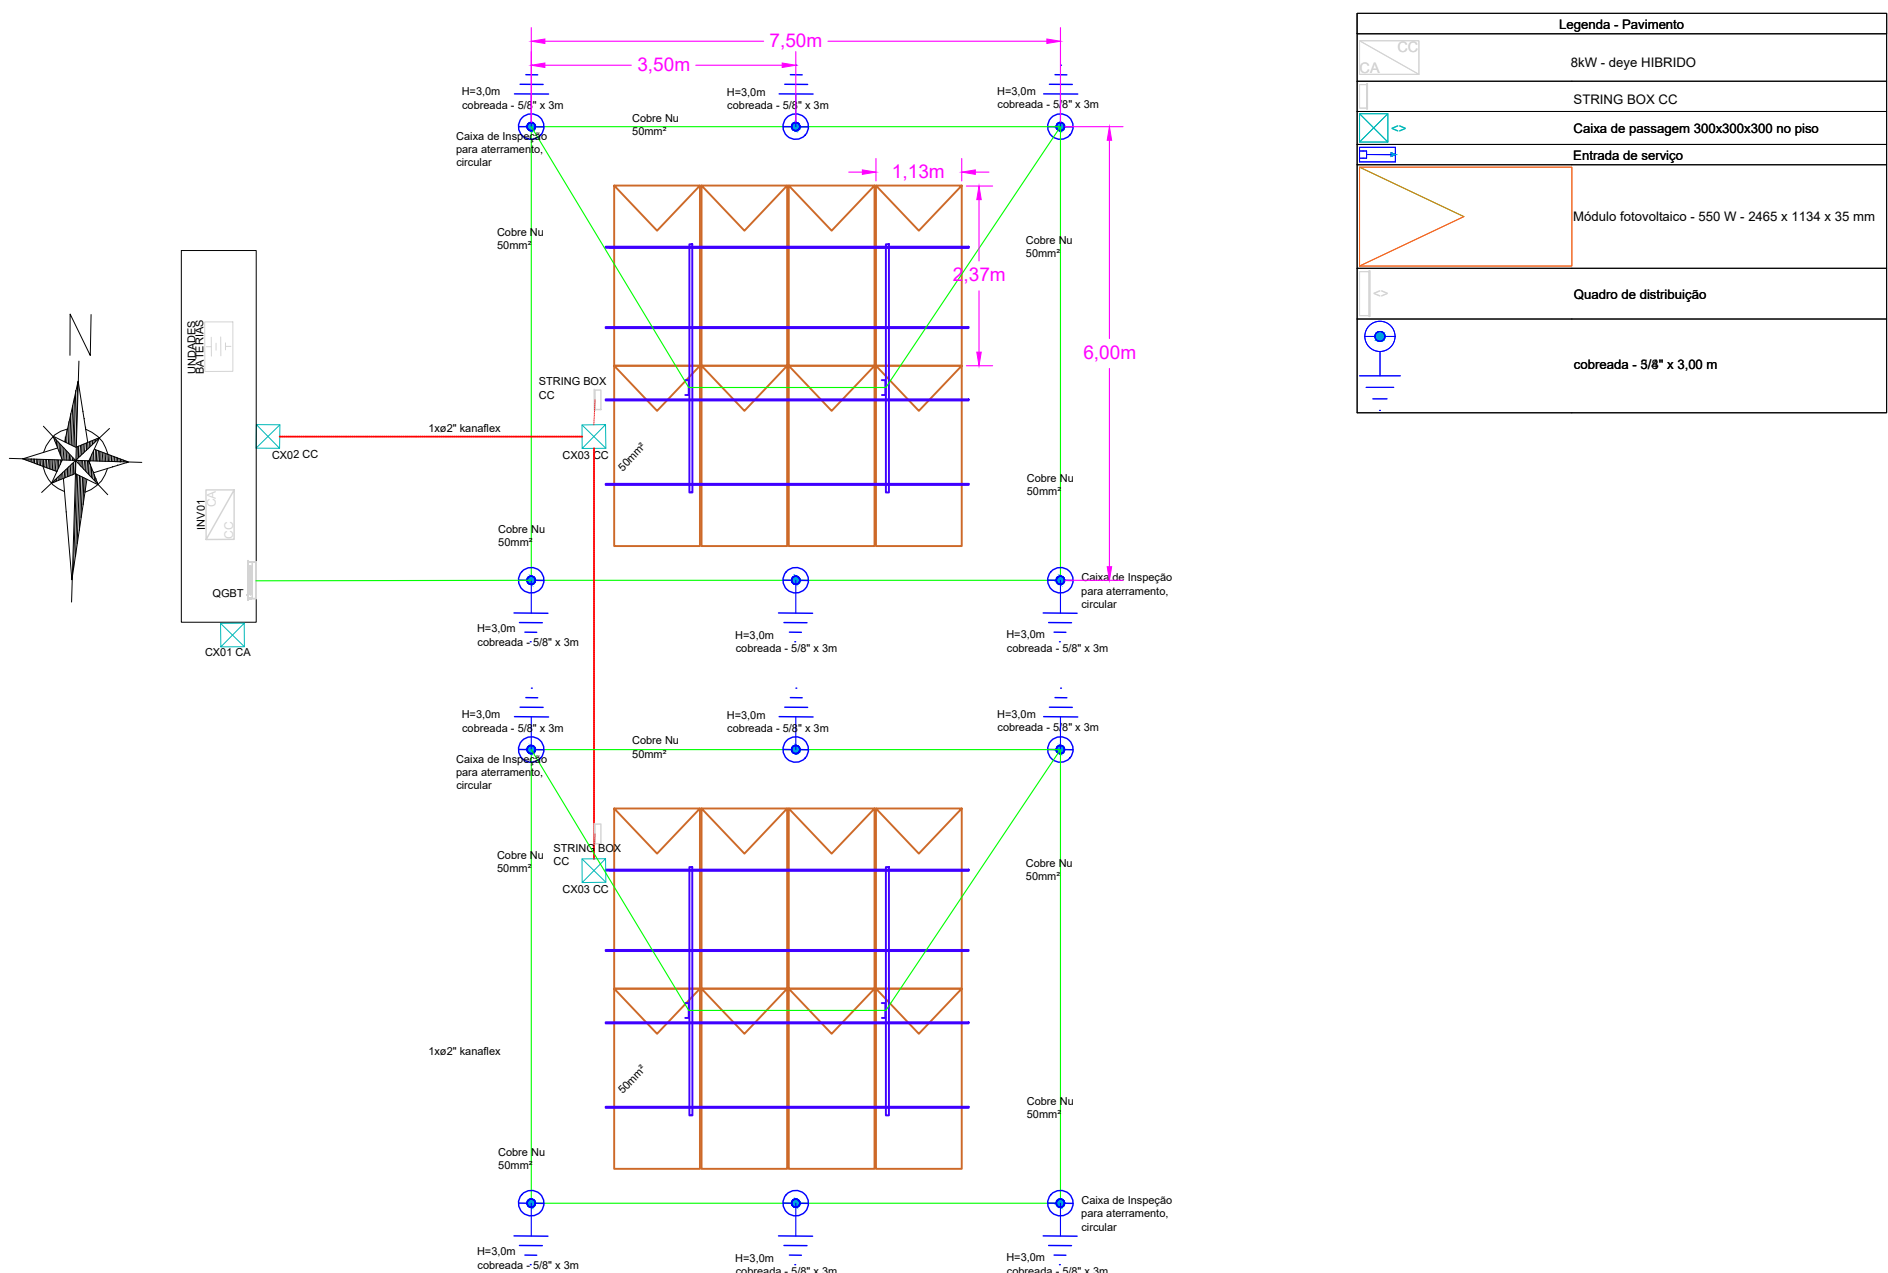 7,50m
3,50m
H=3,0m
cobreada - 5/8" x 3m
H=3,0m
cobreada - 5/8" x 3m
H=3,0m
cobreada - 5/8" x 3m
Caixa de Inspeção
para aterramento,
circular
Cobre Nu
50mm²
1,13m
Cobre Nu
50mm²
Cobre Nu
50mm²
2,37m
6,00m
N
UNDADES
BATERIAS
STRING BOX
CC
1xø2" kanaflex
CX02 CC
CX03 CC
50mm²
Cobre Nu
50mm²
INV01
CA
CC
Cobre Nu
50mm²
QGBT
CX01 CA
Caixa de Inspeção
para aterramento,
circular
H=3,0m
cobreada - 5/8" x 3m
H=3,0m
cobreada - 5/8" x 3m
H=3,0m
cobreada - 5/8" x 3m
H=3,0m
cobreada - 5/8" x 3m
H=3,0m
cobreada - 5/8" x 3m
H=3,0m
cobreada - 5/8" x 3m
Caixa de Inspeção
para aterramento,
circular
Cobre Nu
50mm²
Cobre Nu
50mm²
STRING BOX
CC
CX03 CC
Cobre Nu
50mm²
1xø2" kanaflex
50mm²
Cobre Nu
50mm²
Cobre Nu
50mm²
Caixa de Inspeção
para aterramento,
circular
H=3,0m
cobreada - 5/8" x 3m
H=3,0m
cobreada - 5/8" x 3m
H=3,0m
cobreada - 5/8" x 3m
Legenda - Pavimento
CC
CA
8kW - deye HIBRIDO
STRING BOX CC
<>
Caixa de passagem 300x300x300 no piso
Entrada de serviço
Módulo fotovoltaico - 550 W - 2465 x 1134 x 35 mm
<>
Quadro de distribuição
cobreada - x 3,00 m